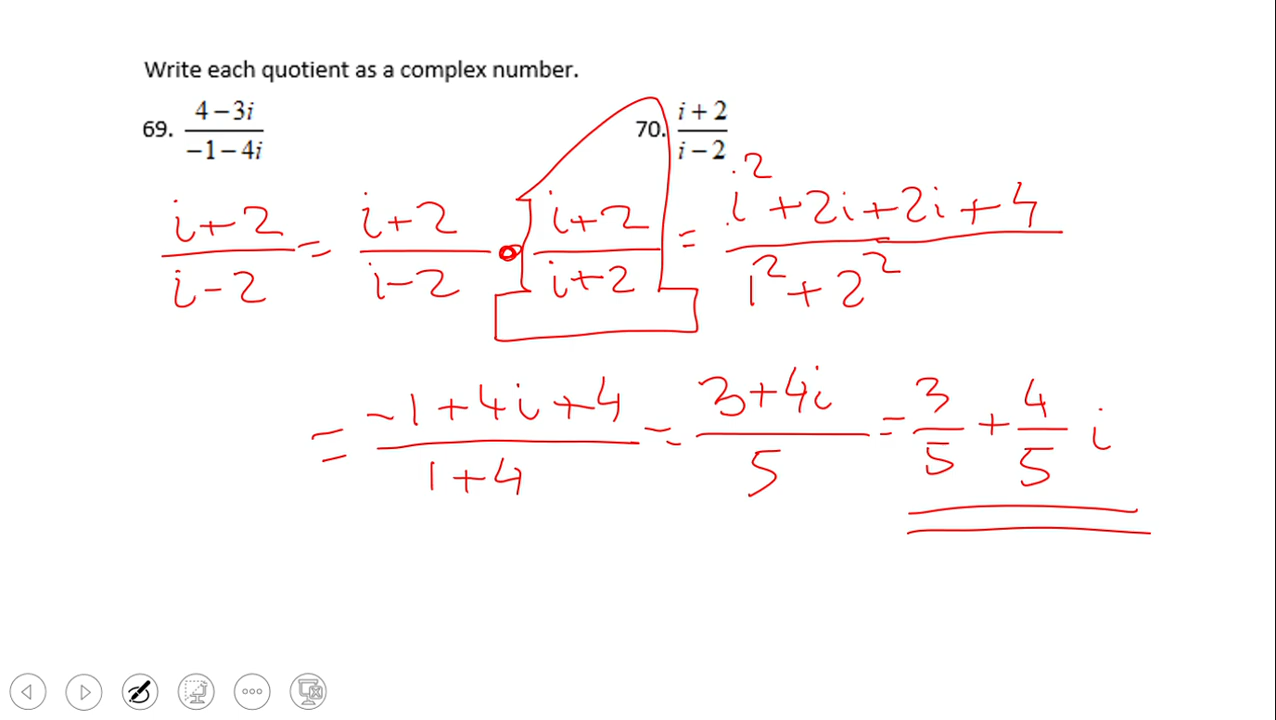 Write each quotient as a complex number.
69. (4 – 3i)/(–1 – 4i) 70. (i + 2)/(i – 2)
(i+2)/(i-2) = (i+2)/(i-2) • (i+2)/(i+2) = (i² +2i+2i+4)/(1²+2²)
= (-1+4i+4)/(1+4) = (3+4i)/5 = 3/5 + 4/5 i